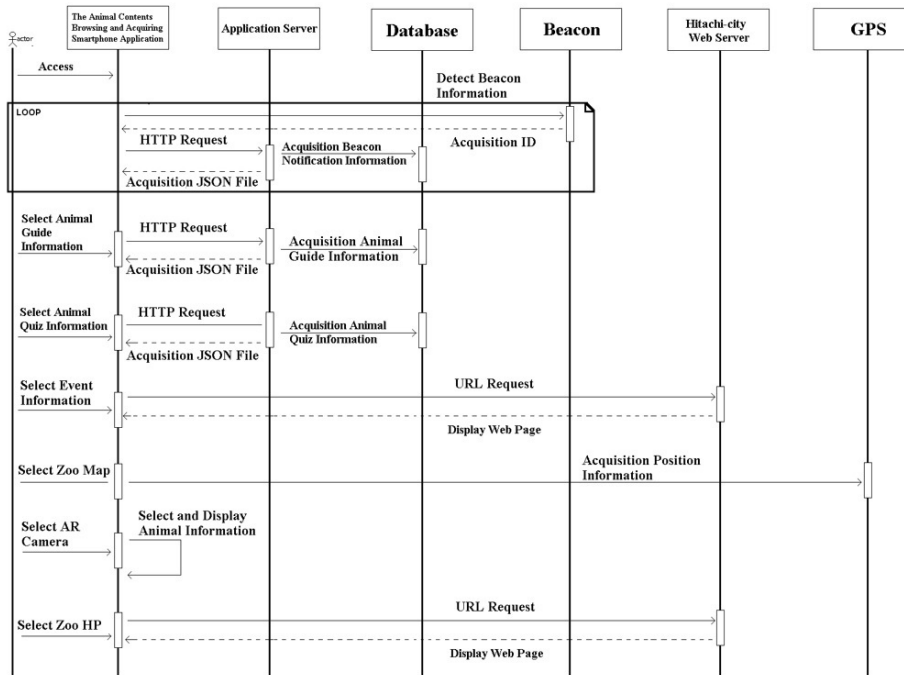 The Animal Contents
Browsing and Acquiring
Smartphone Application
Application Server
Database
Beacon
Hitachi-city
Web Server
GPS
actor
Access
Detect Beacon
Information
LOOP
Acquisition ID
HTTP Request
Acquisition Beacon
Notification Information
Acquisition JSON File
Select Animal
Guide
Information
HTTP Request
Acquisition Animal
Guide Information
Acquisition JSON File
Select Animal
Quiz Information
HTTP Request
Acquisition Animal
Quiz Information
Acquisition JSON File
Select Event
Information
URL Request
Display Web Page
Select Zoo Map
Acquisition Position
Information
Select AR
Camera
Select and Display
Animal Information
Select Zoo HP
URL Request
Display Web Page